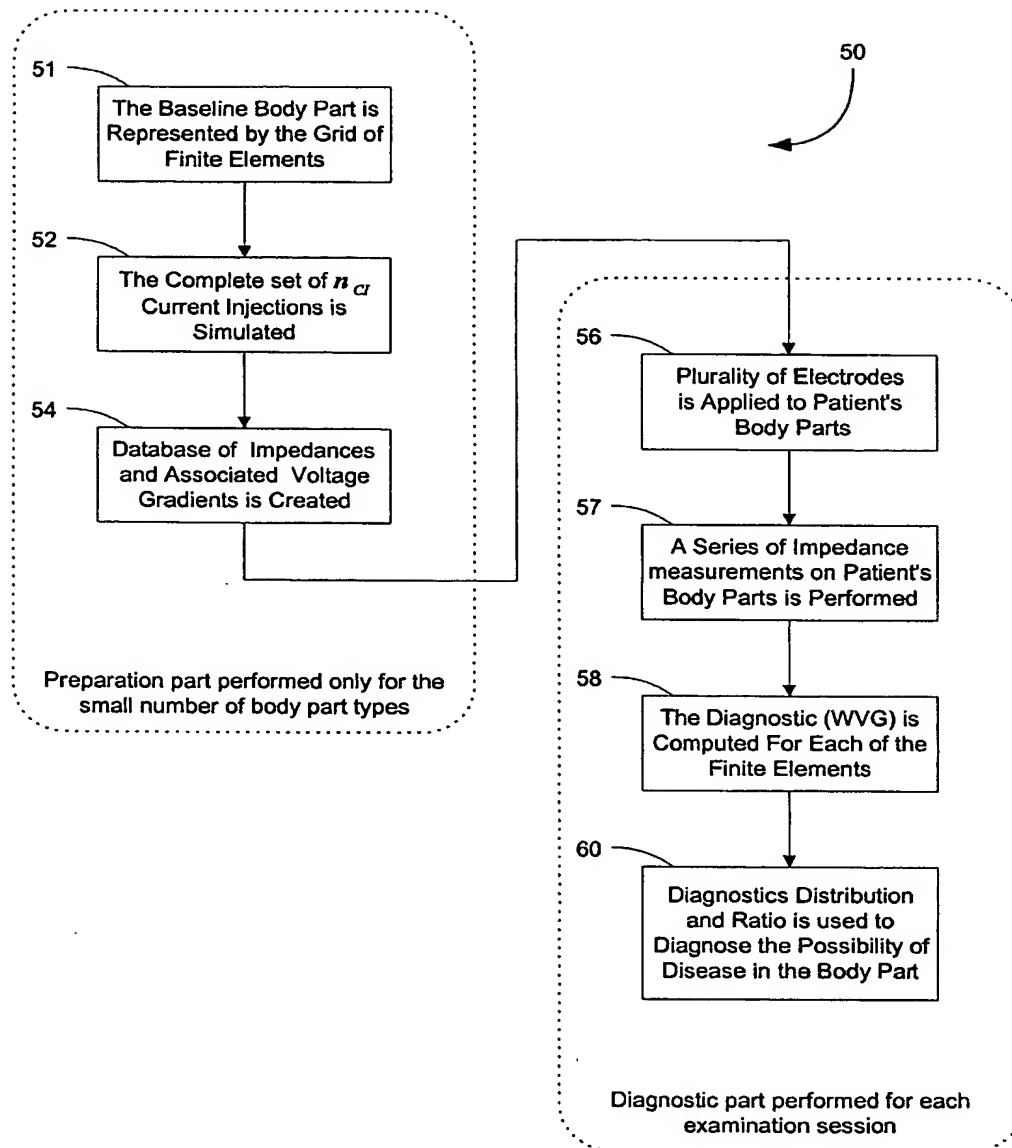 50
51
The Baseline Body Part is
Represented by the Grid of
Finite Elements
52
The Complete set of n CI
Current Injections is
Simulated
54
Database of Impedances
and Associated Voltage
Gradients is Created
Preparation part performed only for the
small number of body part types
56
Plurality of Electrodes
is Applied to Patient's
Body Parts
57
A Series of Impedance
measurements on Patient's
Body Parts is Performed
58
The Diagnostic (WVG) is
Computed For Each of the
Finite Elements
60
Diagnostics Distribution
and Ratio is used to
Diagnose the Possibility of
Disease in the Body Part
Diagnostic part performed for each
examination session